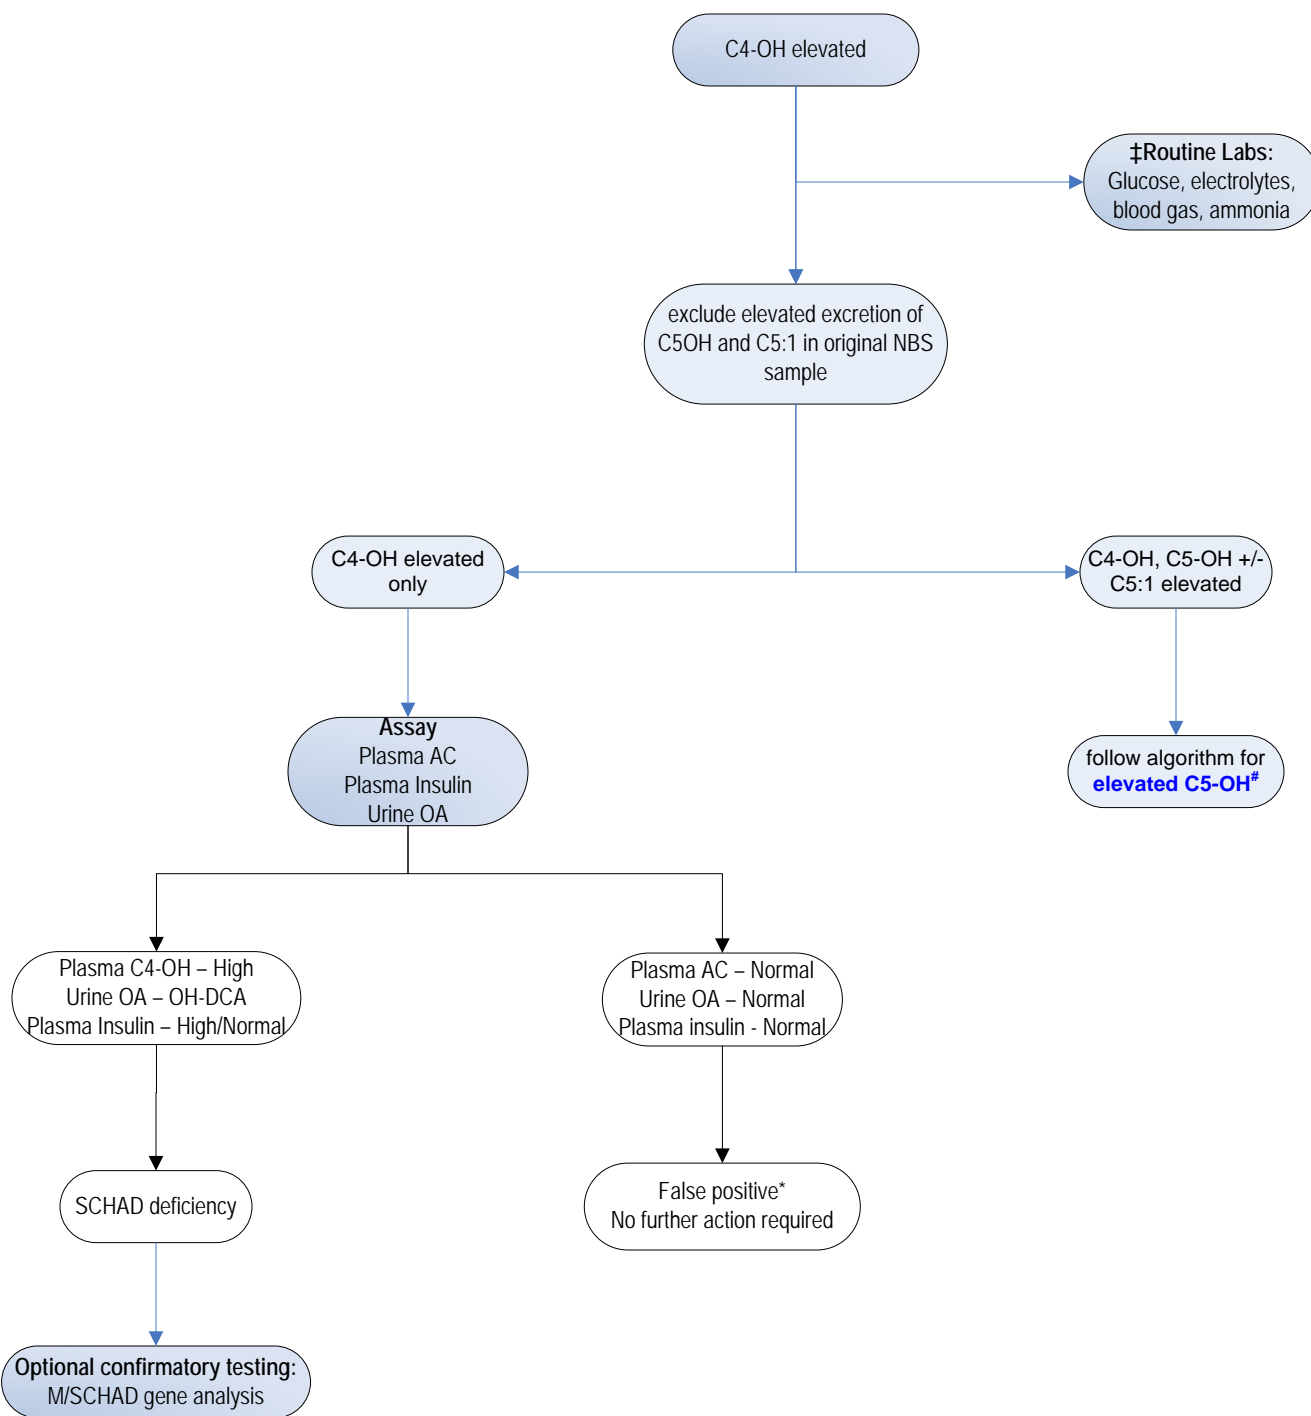 C4-OH elevated
‡Routine Labs:
Glucose, electrolytes,
blood gas, ammonia
exclude elevated excretion of
C5OH and C5:1 in original NBS
sample
C4-OH elevated
only
C4-OH, C5-OH +/-
C5:1 elevated
Assay
Plasma AC
Plasma Insulin
Urine OA
follow algorithm for
elevated C5-OH#
Plasma C4-OH – High
Urine OA – OH-DCA
Plasma Insulin – High/Normal
Plasma AC – Normal
Urine OA – Normal
Plasma insulin - Normal
SCHAD deficiency
False positive*
No further action required
Optional confirmatory testing:
M/SCHAD gene analysis